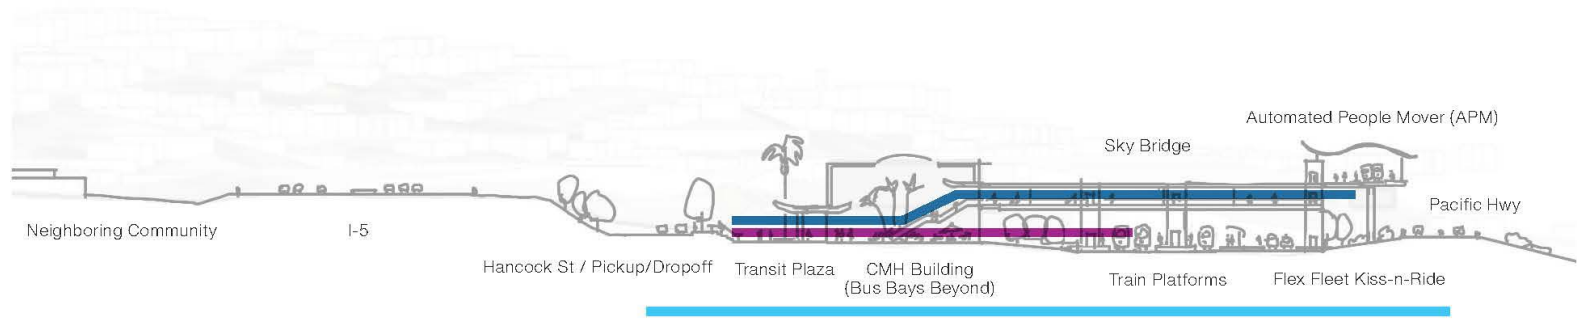 Automated People Mover (APM)
Sky Bridge
Pacific Hwy
Neighboring Community
I-5
Hancock St / Pickup/Dropoff
Transit Plaza
CMH Building
(Bus Bays Beyond)
Train Platforms
Flex Fleet Kiss-n-Ride